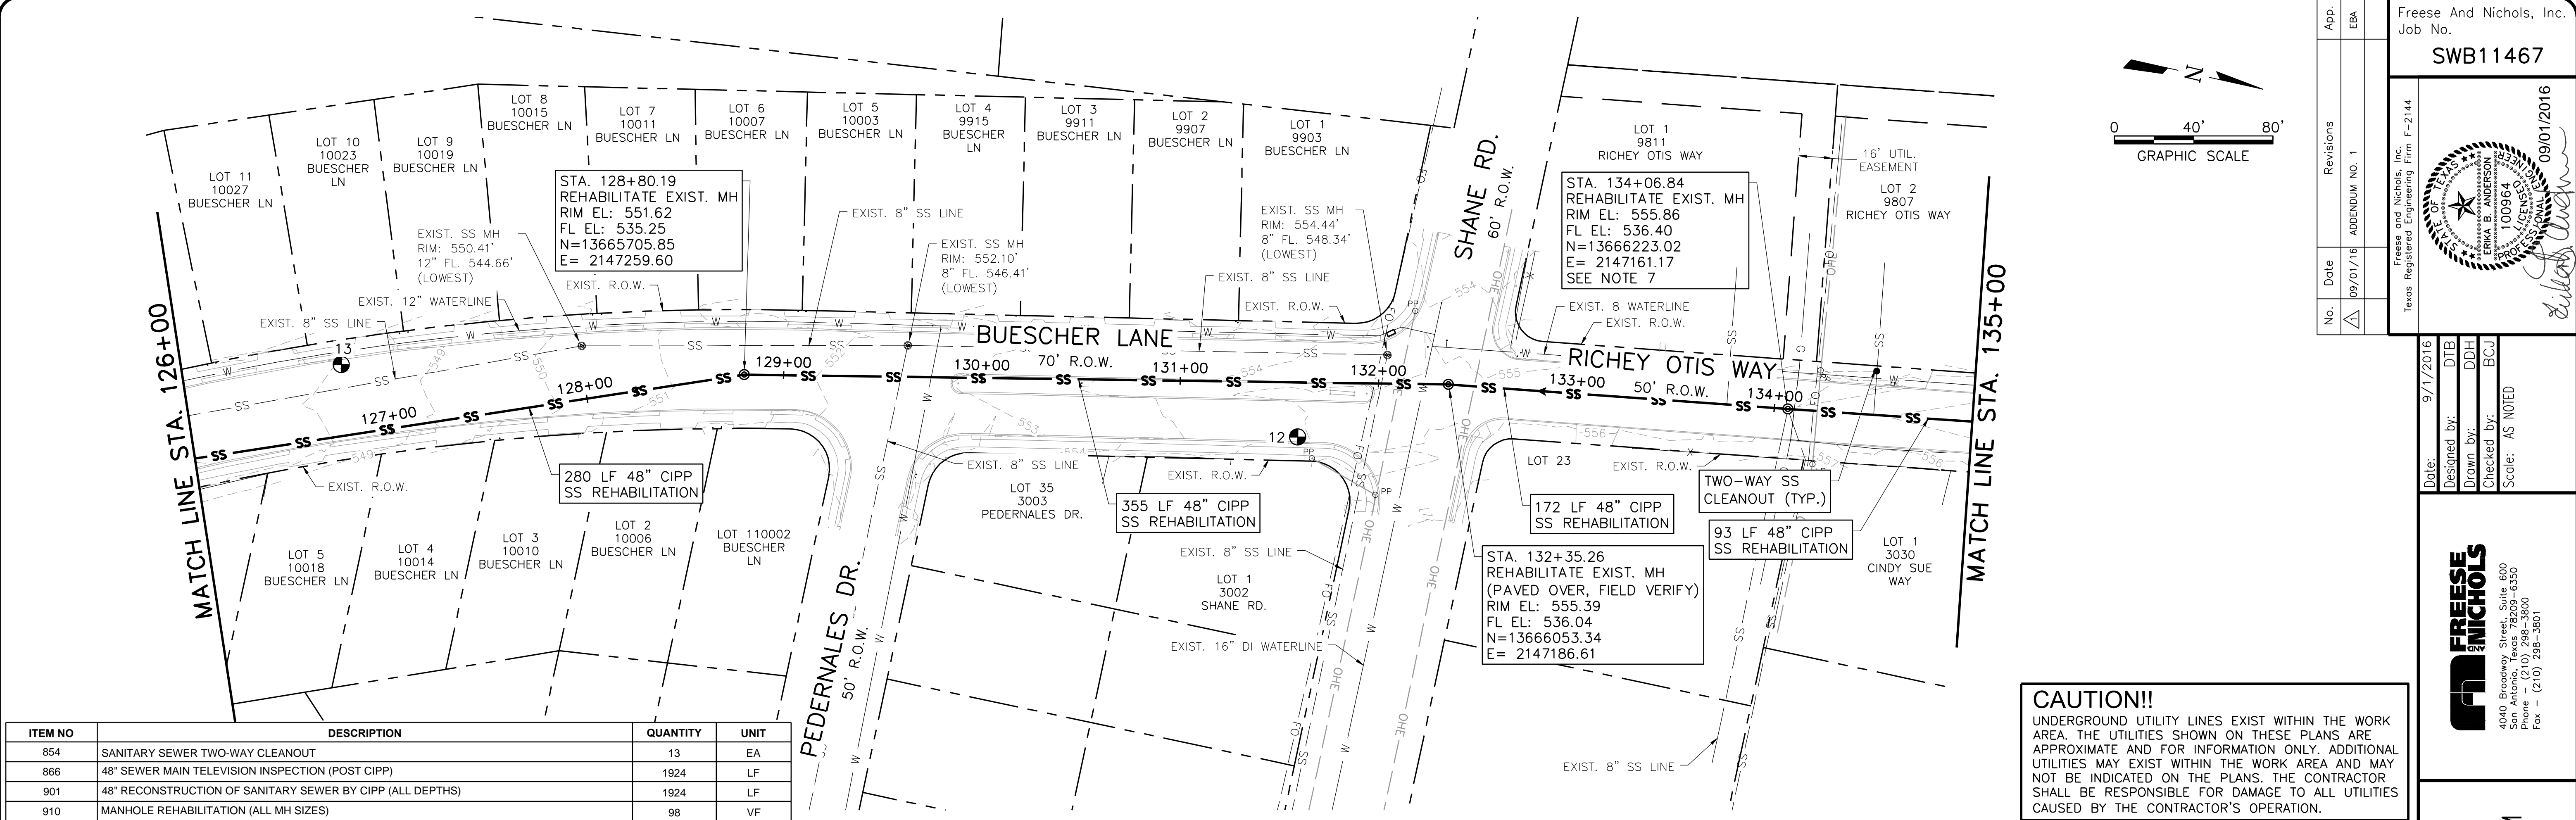 LOT 11
10027
BUESCHER LN
LOT 10
10023
BUESCHER
LN
LOT 9
10019
BUESCHER LN
LOT 8
10015
BUESCHER LN
LOT 7
10011
BUESCHER LN
LOT 6
10007
BUESCHER LN
LOT 5
10003
BUESCHER LN
LOT 4
9915
BUESCHER
LN
LOT 3
9911
BUESCHER LN
LOT 2
9907
BUESCHER LN
LOT 1
9903
BUESCHER LN
SHANE RD.
60' R.O.W.
LOT 1
9811
RICHEY OTIS WAY
16' UTIL.
EASEMENT
LOT 2
9807
RICHEY OTIS WAY
N
0 40' 80'
GRAPHIC SCALE
STA. 128+80.19
REHABILITATE EXIST. MH
RIM EL: 551.62
FL EL: 535.25
N=13665705.85
E= 2147259.60
EXIST. SS MH
RIM: 550.41'
12" FL. 544.66'
(LOWEST)
EXIST. 12" WATERLINE
EXIST. 8" SS LINE
EXIST. R.O.W.
EXIST. 8" SS LINE
EXIST. SS MH
RIM: 552.10'
8" FL. 546.41'
(LOWEST)
EXIST. SS MH
RIM: 554.44'
8" FL. 548.34'
(LOWEST)
EXIST. 8" SS LINE
EXIST. R.O.W.
STA. 134+06.84
REHABILITATE EXIST. MH
RIM EL: 555.86
FL EL: 536.40
N=13666223.02
E= 2147161.17
SEE NOTE 7
EXIST. 8 WATERLINE
EXIST. R.O.W.
MATCH LINE STA. 126+00
MATCH LINE STA. 135+00
BUESCHER LANE
70' R.O.W.
RICHEY OTIS WAY
50' R.O.W.
13
12
127+00
128+00
129+00
130+00
131+00
132+00
133+00
134+00
549
550
551
552
553
554
555
556
557
EXIST. R.O.W.
280 LF 48" CIPP
SS REHABILITATION
LOT 5
10018
BUESCHER LN
LOT 4
10014
BUESCHER LN
LOT 3
10010
BUESCHER LN
LOT 2
10006
BUESCHER LN
LOT 110002
BUESCHER
LN
PEDERNALES DR.
50' R.O.W.
EXIST. 8" SS LINE
LOT 35
3003
PEDERNALES DR.
EXIST. R.O.W.
355 LF 48" CIPP
SS REHABILITATION
EXIST. 8" SS LINE
LOT 1
3002
SHANE RD.
EXIST. 16" DI WATERLINE
LOT 23
EXIST. R.O.W.
172 LF 48" CIPP
SS REHABILITATION
STA. 132+35.26
REHABILITATE EXIST. MH
(PAVED OVER, FIELD VERIFY)
RIM EL: 555.39
FL EL: 536.04
N=13666053.34
E= 2147186.61
TWO-WAY SS
CLEANOUT (TYP.)
93 LF 48" CIPP
SS REHABILITATION
LOT 1
3030
CINDY SUE
WAY
EXIST. 8" SS LINE
ITEM NO DESCRIPTION QUANTITY UNIT
854 SANITARY SEWER TWO-WAY CLEANOUT 13 EA
866 48" SEWER MAIN TELEVISION INSPECTION (POST CIPP) 1924 LF
901 48" RECONSTRUCTION OF SANITARY SEWER BY CIPP (ALL DEPTHS) 1924 LF
910 MANHOLE REHABILITATION (ALL MH SIZES) 98 VF
CAUTION!!
UNDERGROUND UTILITY LINES EXIST WITHIN THE WORK
AREA. THE UTILITIES SHOWN ON THESE PLANS ARE
APPROXIMATE AND FOR INFORMATION ONLY. ADDITIONAL
UTILITIES MAY EXIST WITHIN THE WORK AREA AND MAY
NOT BE INDICATED ON THE PLANS. THE CONTRACTOR
SHALL BE RESPONSIBLE FOR DAMAGE TO ALL UTILITIES
CAUSED BY THE CONTRACTOR'S OPERATION.
No. Date Revisions App.
1 09/01/16 ADDENDUM NO. 1 EBA
Freese And Nichols, Inc.
Job No.
SWB11467
Freese and Nichols, Inc.
Texas Registered Engineering Firm F-2144
STATE OF TEXAS
ERIKA B. ANDERSON
100964
LICENSED
PROFESSIONAL ENGINEER
09/01/2016
Date: 9/1/2016
Designed by: DTB
Drawn by: DDH
Checked by: BCJ
Scale: AS NOTED
FREESE
AND NICHOLS
4040 Broadway Street, Suite 600
San Antonio, Texas 78209-6350
Phone - (210) 298-3800
Fax - (210) 298-3801